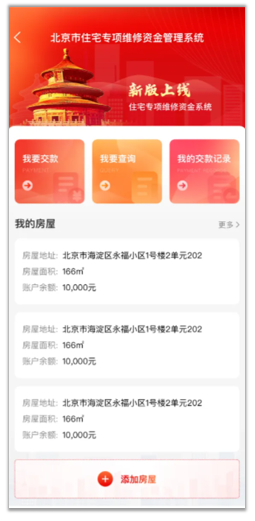 北京市住宅专项维修资金管理系统
新版上线
住宅专项维修资金系统
我要交款
我要查询
我的交款记录
我的房屋
更多
房屋地址: 北京市海淀区永福小区1号楼2单元202
房屋面积: 166㎡
账户余额: 10,000元
房屋地址: 北京市海淀区永福小区1号楼2单元202
房屋面积: 166㎡
账户余额: 10,000元
房屋地址: 北京市海淀区永福小区1号楼2单元202
房屋面积: 166㎡
账户余额: 10,000元
添加房屋